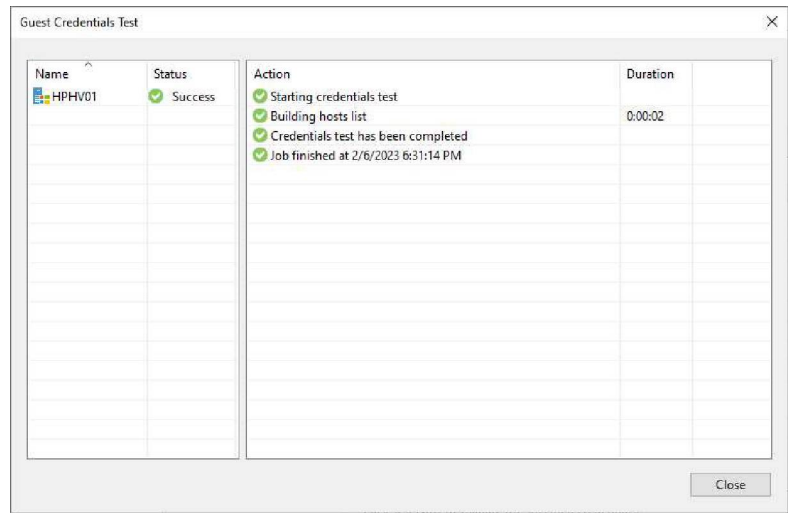 Guest Credentials Test
Name Status
HPHV01 Success
Action Duration
Starting credentials test
Building hosts list 0:00:02
Credentials test has been completed
Job finished at 2/6/2023 6:31:14 PM
Close